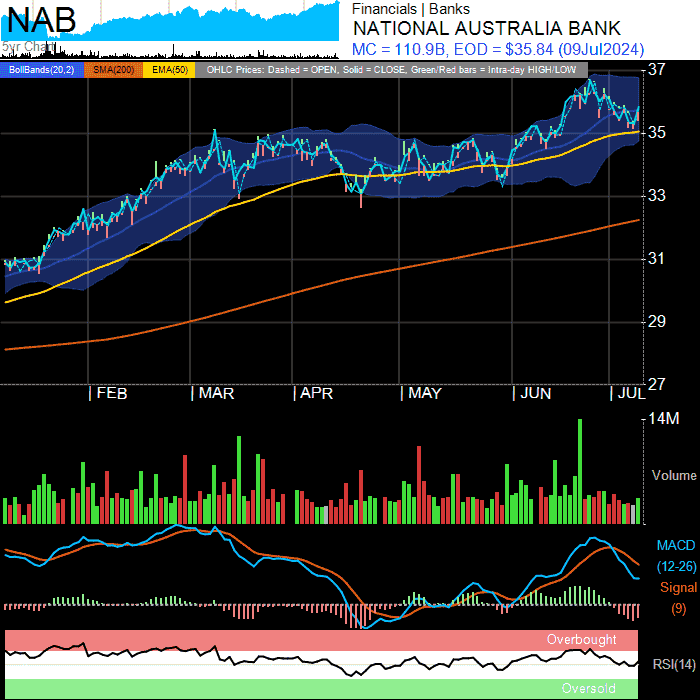 NAB
5yr Chart
Financials | Banks
NATIONAL AUSTRALIA BANK
MC = 110.9B, EOD = $35.84 (09Jul2024)
BollBands(20,2) SMA(200) EMA(50) OHLC Prices: Dashed = OPEN, Solid = CLOSE, Green/Red bars = Intra-day HIGH/LOW
37
35
33
31
29
27
| FEB | MAR | APR | MAY | JUN | JUL
14M
Volume
MACD
(12-26)
Signal
(9)
Overbought
RSI(14)
Oversold